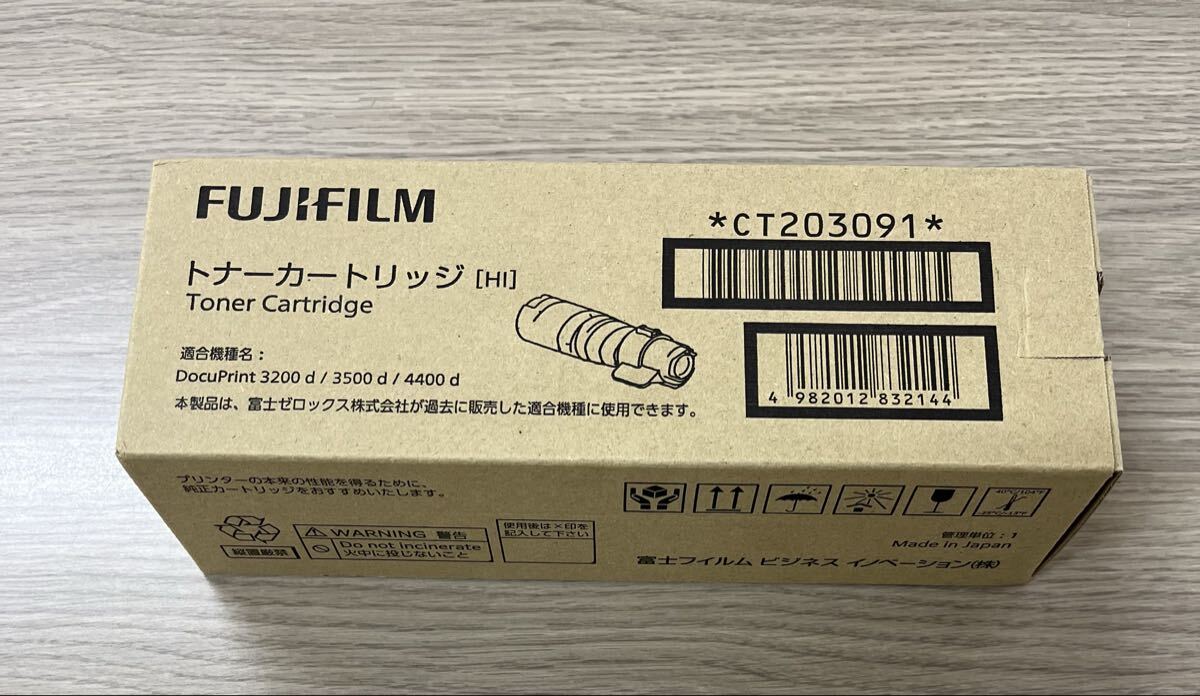 FUJIFILM
*CT203091*
トナーカートリッジ [HI]
Toner Cartridge
適合機種名：
DocuPrint 3200 d / 3500 d / 4400 d
本製品は、富士ゼロックス株式会社が過去に販売した適合機種に使用できます。
4 982012 832144
プリンターの本来の性能を得るために、
純正カートリッジをおすすめいたします。
縦置厳禁
WARNING 警告
Do not incinerate
火中に投じないこと
使用後は×印を
記入して下さい
40℃/104°F
管理単位：1
Made in Japan
富士フイルム ビジネス イノベーション(株)